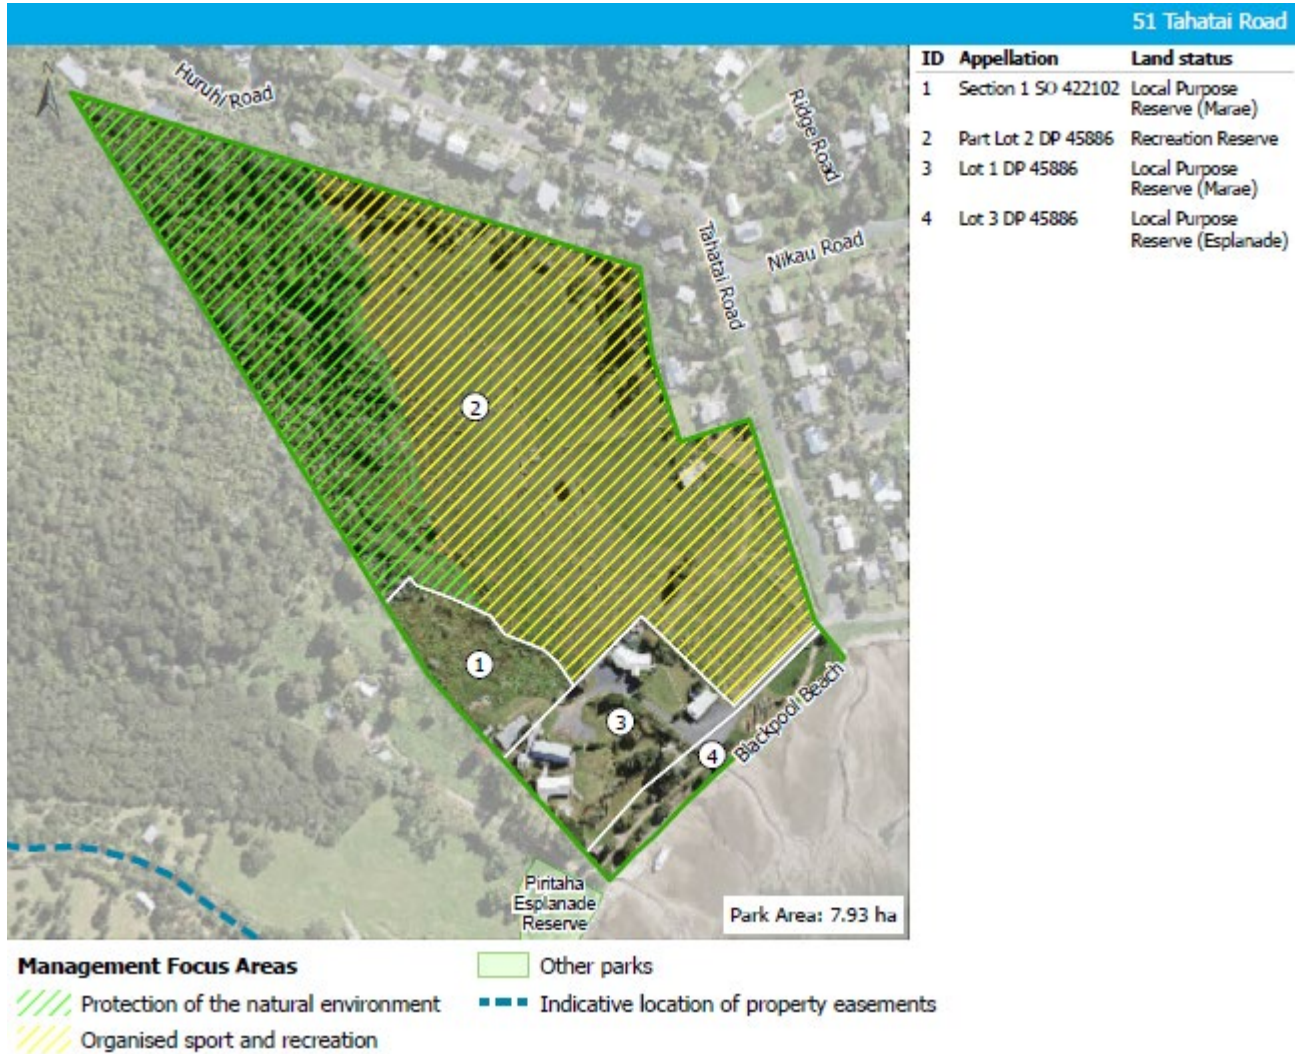 51 Tahatai Road
ID Appellation Land status
1 Section 1 SO 422102 Local Purpose
Reserve (Marae)
2 Part Lot 2 DP 45886 Recreation Reserve
3 Lot 1 DP 45886 Local Purpose
Reserve (Marae)
4 Lot 3 DP 45886 Local Purpose
Reserve (Esplanade)
N
Huruhi Road
Ridge Road
Tahatai Road
Nikau Road
2
1
3
4
Blackpool Beach
Piritaha
Esplanade
Reserve
Park Area: 7.93 ha
Management Focus Areas
Protection of the natural environment
Organised sport and recreation
Other parks
Indicative location of property easements